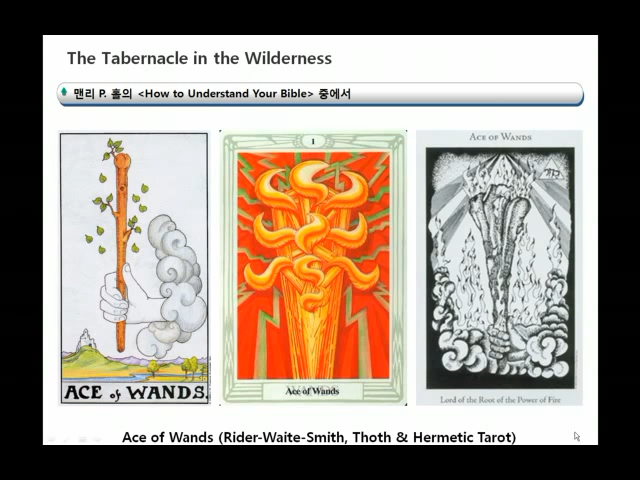 The Tabernacle in the Wilderness
맨리 P. 홀의 <How to Understand Your Bible> 중에서
ACE of WANDS.
I
Ace of Wands
ACE OF WANDS
Lord of the Root of the Power of Fire
Ace of Wands (Rider-Waite-Smith, Thoth & Hermetic Tarot)